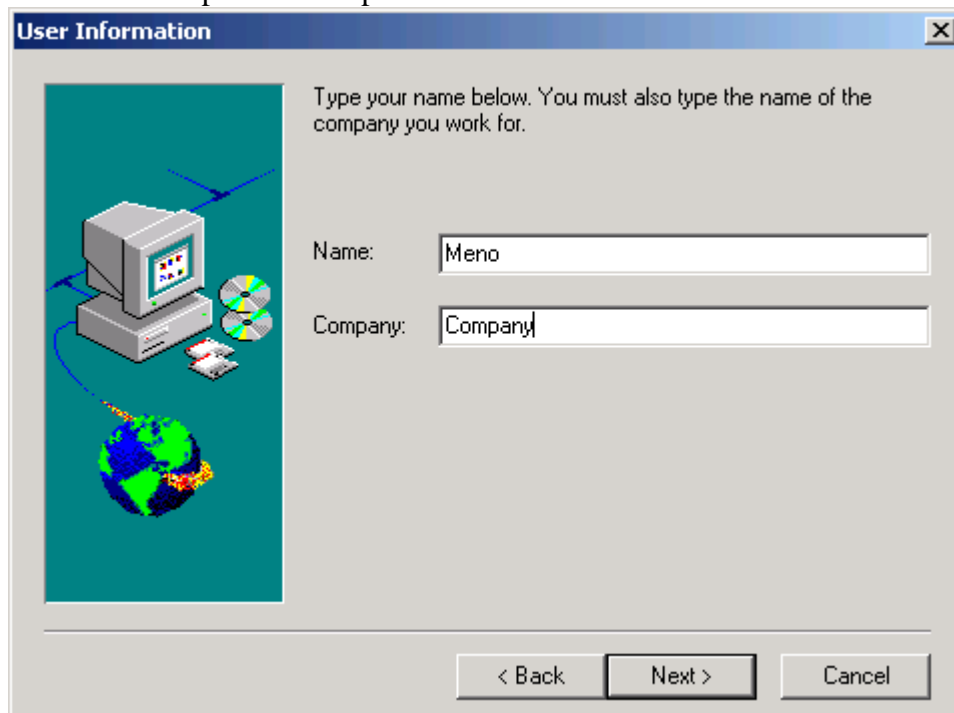 User Information
Type your name below. You must also type the name of the
company you work for.
Name: Meno
Company: Company
< Back Next > Cancel